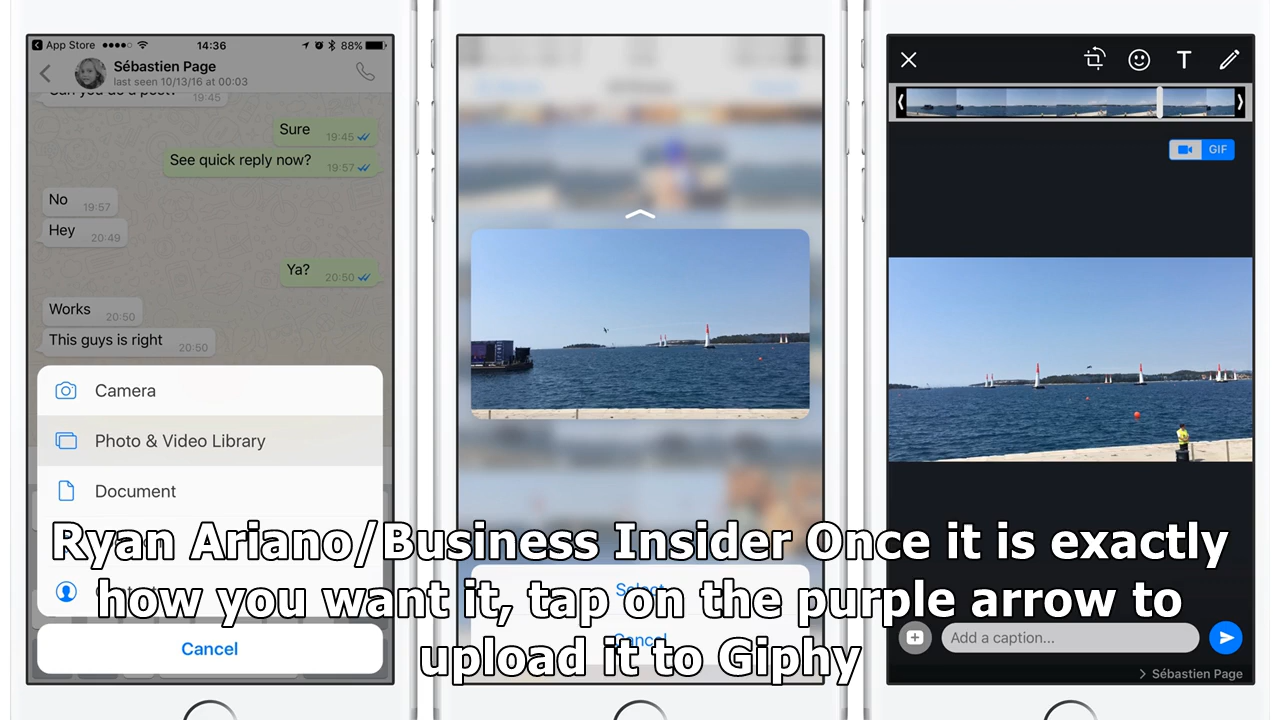 App Store
14:36
88%
Sébastien Page
last seen 10/13/16 at 00:03
19:45
Sure 19:45
See quick reply now? 19:57
No 19:57
Hey 20:49
Ya? 20:50
Works 20:50
This guys is right 20:50
Camera
Photo & Video Library
Document
Cancel
Select
Cancel
T
GIF
Add a caption...
Sébastien Page
Ryan Ariano/Business Insider Once it is exactly
how you want it, tap on the purple arrow to
upload it to Giphy